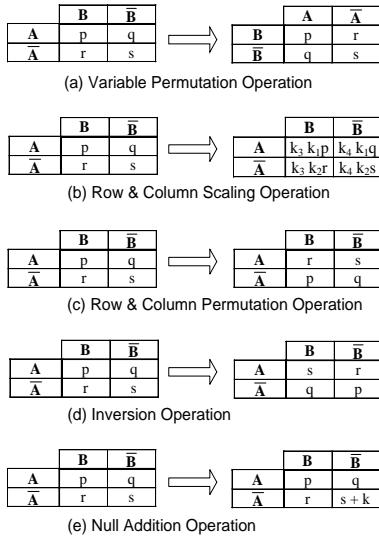 B B̅ A A̅
A p q B p r
A̅ r s B̅ q s
(a) Variable Permutation Operation
B B̅ B B̅
A p q A k₃ k₁p k₄ k₁q
A̅ r s A̅ k₃ k₂r k₄ k₂s
(b) Row & Column Scaling Operation
B B̅ B B̅
A p q A r s
A̅ r s A̅ p q
(c) Row & Column Permutation Operation
B B̅ B B̅
A p q A s r
A̅ r s A̅ q p
(d) Inversion Operation
B B̅ B B̅
A p q A p q
A̅ r s A̅ r s + k
(e) Null Addition Operation